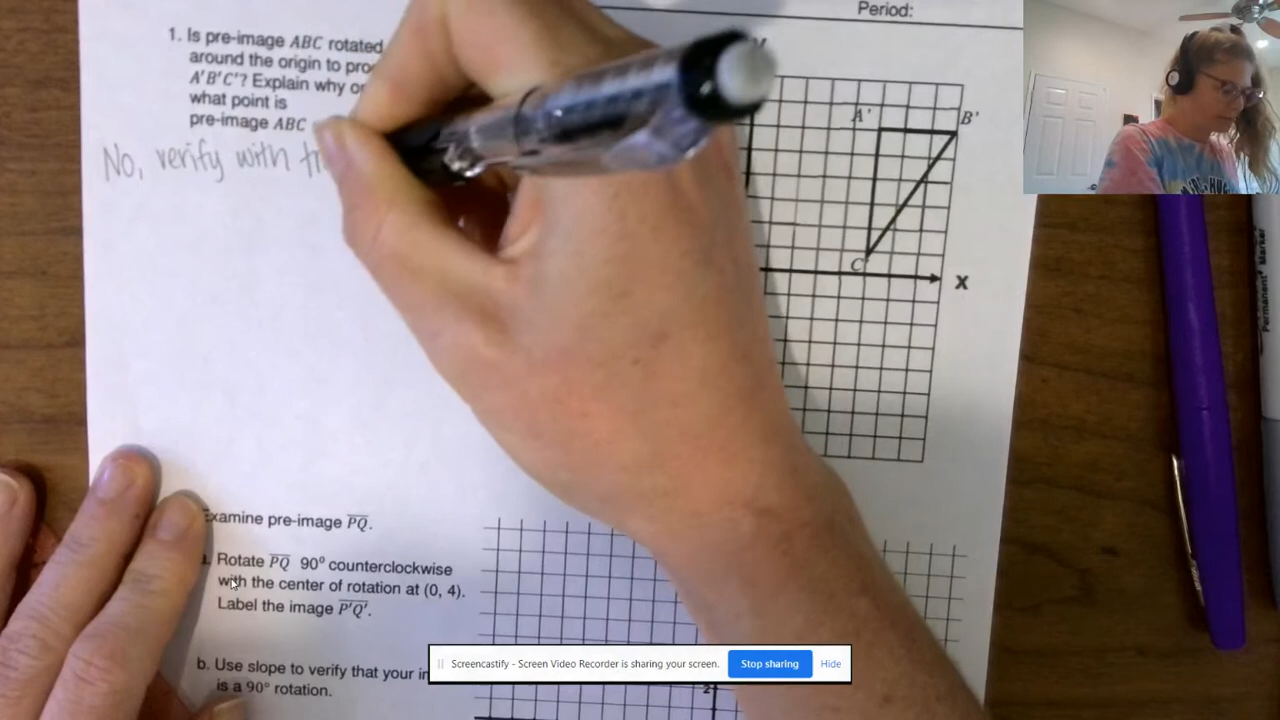 Period:
1. Is pre-image ABC rotated
around the origin to
A'B'C'? Explain why
what point is
pre-image ABC
No, verify with
A'
B'
C'
X
Examine pre-image PQ.
Rotate PQ 90° counterclockwise
with the center of rotation at (0, 4).
Label the image P'Q'.
b. Use slope to verify that your
is a 90° rotation.
2
Screencastify - Screen Video Recorder is sharing your screen.
Stop sharing
Hide
Permanent Marker